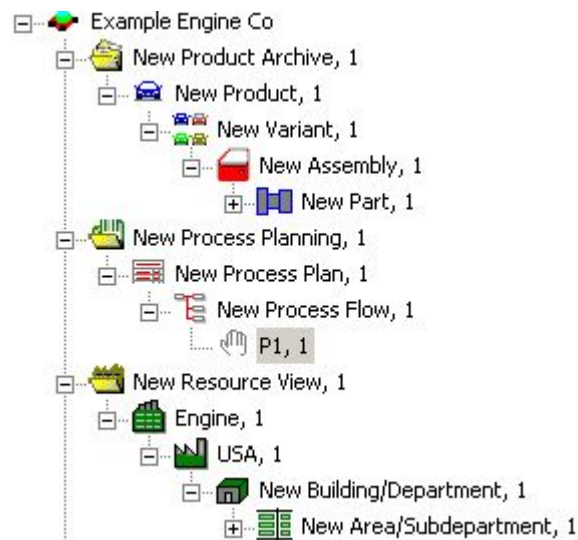 Example Engine Co
New Product Archive, 1
New Product, 1
New Variant, 1
New Assembly, 1
New Part, 1
New Process Planning, 1
New Process Plan, 1
New Process Flow, 1
P1, 1
New Resource View, 1
Engine, 1
USA, 1
New Building/Department, 1
New Area/Subdepartment, 1